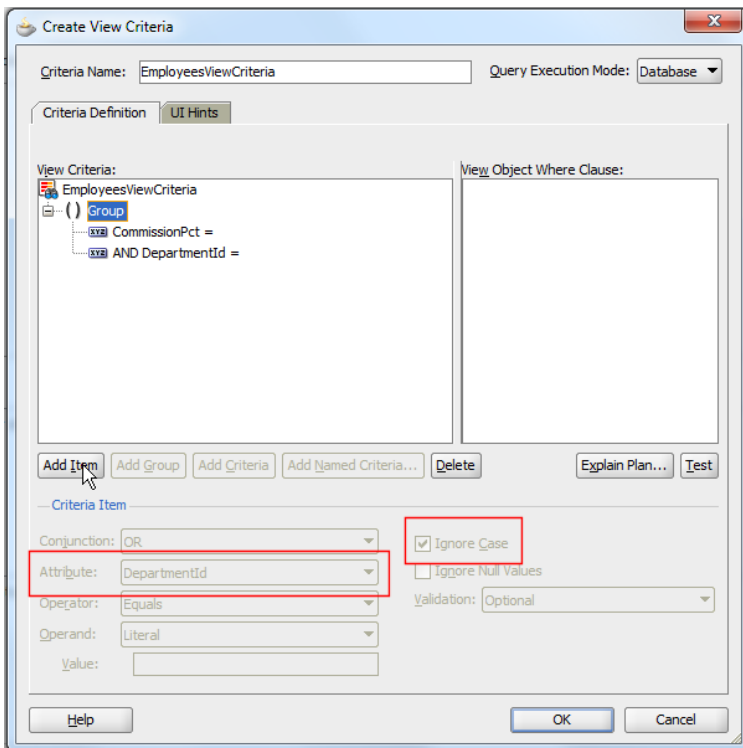 Create View Criteria
Criteria Name: EmployeesViewCriteria Query Execution Mode: Database
Criteria Definition UI Hints
View Criteria: View Object Where Clause:
EmployeesViewCriteria
( ) Group
XYZ CommissionPct =
XYZ AND DepartmentId =
Add Item Add Group Add Criteria Add Named Criteria... Delete Explain Plan... Test
Criteria Item
Conjunction: OR Ignore Case
Attribute: DepartmentId Ignore Null Values
Operator: Equals Validation: Optional
Operand: Literal
Value:
Help OK Cancel